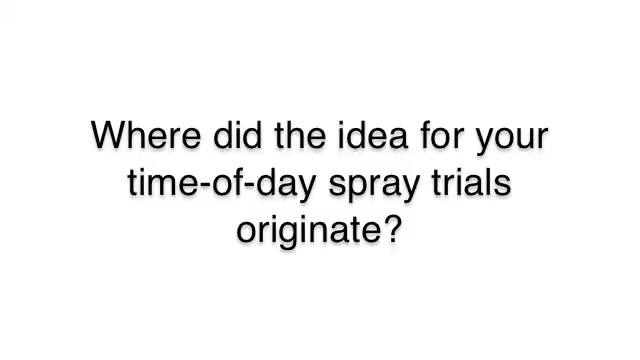 Where did the idea for your
time-of-day spray trials
originate?